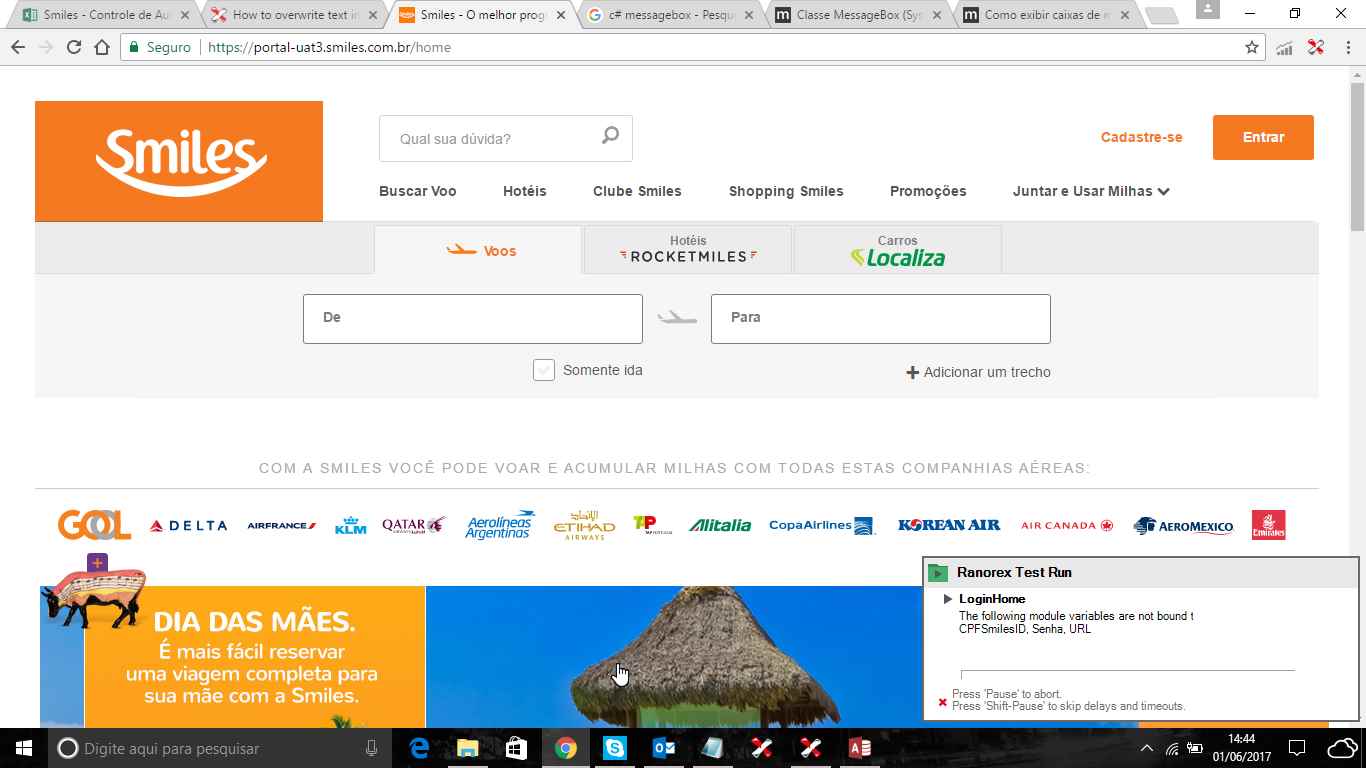 Smiles - Controle de Au
How to overwrite text in
Smiles - O melhor prog
c# messagebox - Pesqu
Classe MessageBox (Sys
Como exibir caixas de m
Seguro
https://portal-uat3.smiles.com.br/home
Smiles
Qual sua dúvida?
Cadastre-se
Entrar
Buscar Voo
Hotéis
Clube Smiles
Shopping Smiles
Promoções
Juntar e Usar Milhas
Voos
Hotéis
ROCKETMILES
Carros
Localiza
De
Para
Somente ida
Adicionar um trecho
COM A SMILES VOCÊ PODE VOAR E ACUMULAR MILHAS COM TODAS ESTAS COMPANHIAS AÉREAS:
GOL
DELTA
AIRFRANCE
KLM
QATAR
Aerolíneas
Argentinas
ETIHAD
AIRWAYS
TAP
Alitalia
CopaAirlines
KOREAN AIR
AIR CANADA
AEROMEXICO
Emirates
DIA DAS MÃES.
É mais fácil reservar
uma viagem completa para
sua mãe com a Smiles.
Ranorex Test Run
LoginHome
The following module variables are not bound t
CPFSmilesID, Senha, URL
Press 'Pause' to abort.
Press 'Shift-Pause' to skip delays and timeouts.
Digite aqui para pesquisar
14:44
01/06/2017